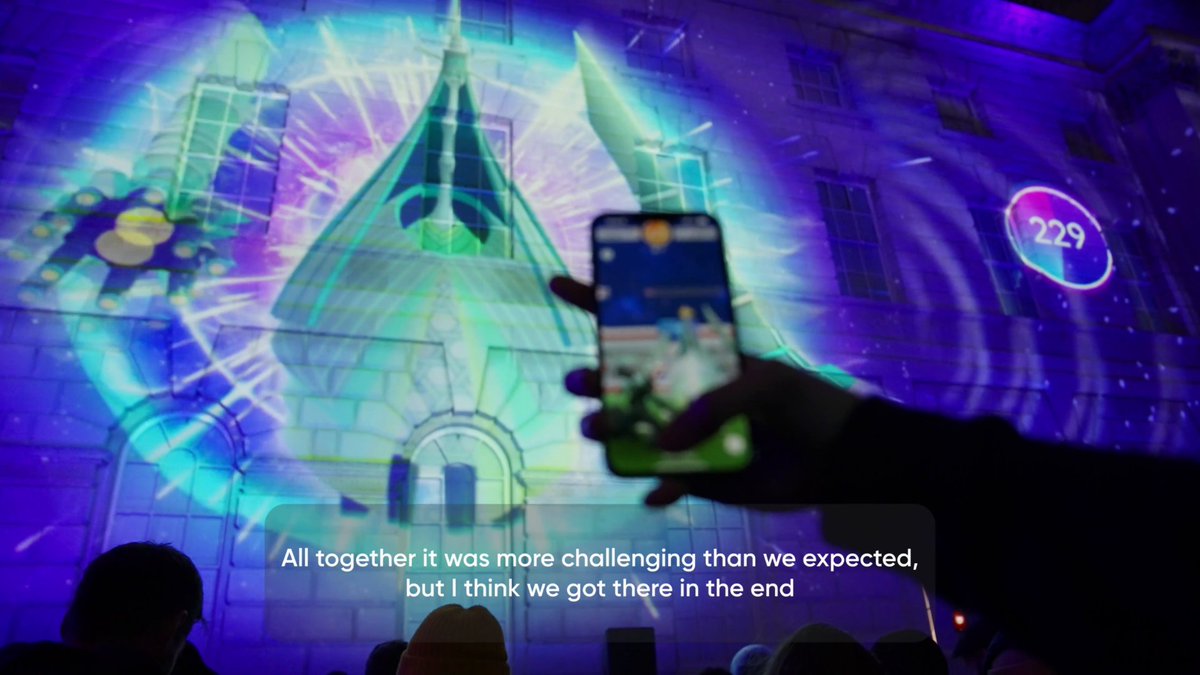 229
All together it was more challenging than we expected,
but I think we got there in the end